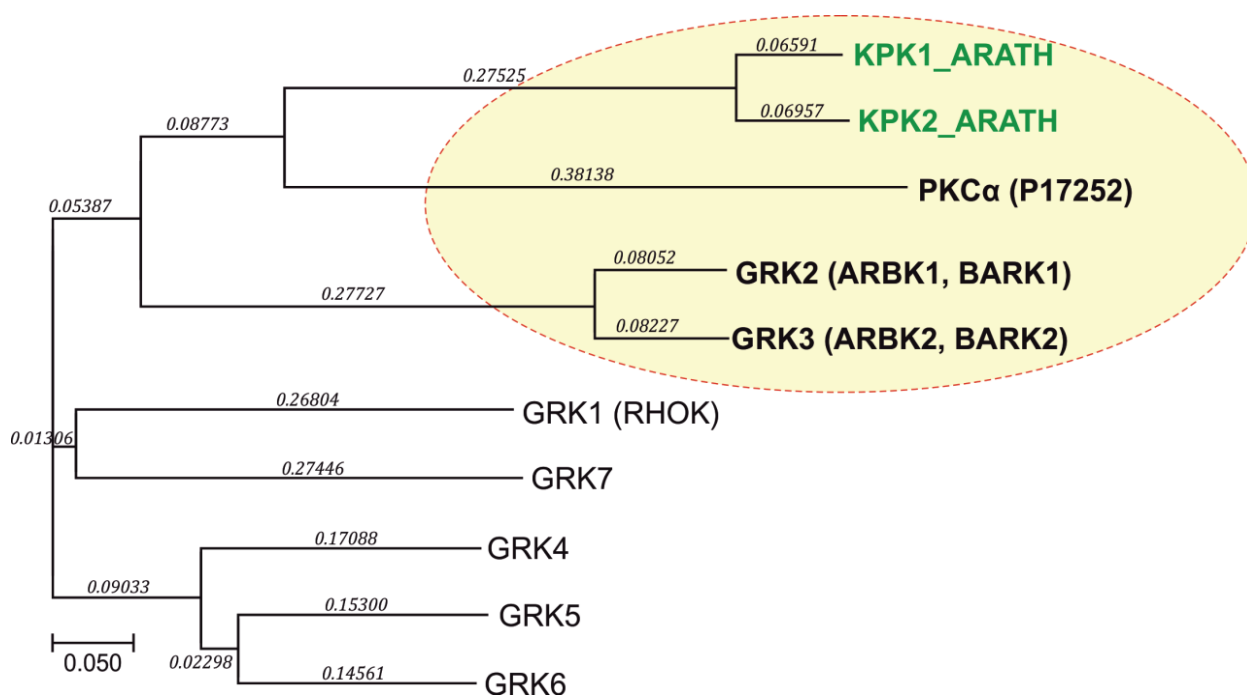 0.06591
KPK1_ARATH
0.27525
0.06957
KPK2_ARATH
0.08773
0.38138
PKCα (P17252)
0.05387
0.08052
GRK2 (ARBK1, BARK1)
0.27727
0.08227
GRK3 (ARBK2, BARK2)
0.26804
GRK1 (RHOK)
0.01306
0.27446
GRK7
0.17088
GRK4
0.09033
0.15300
GRK5
0.050
0.02298
0.14561
GRK6